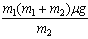 m₁(m₁ + m₂)μg
m₂